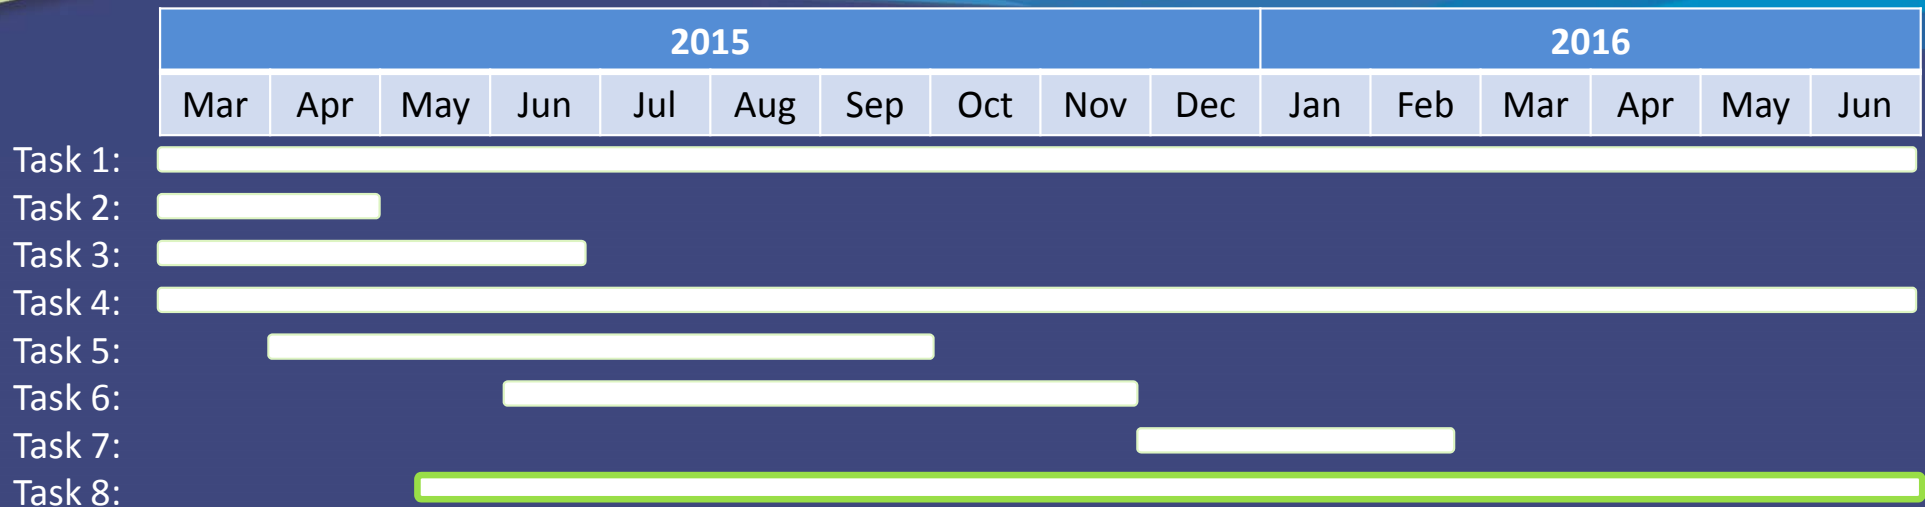 2015 2016
Mar Apr May Jun Jul Aug Sep Oct Nov Dec Jan Feb Mar Apr May Jun
Task 1:
Task 2:
Task 3:
Task 4:
Task 5:
Task 6:
Task 7:
Task 8: